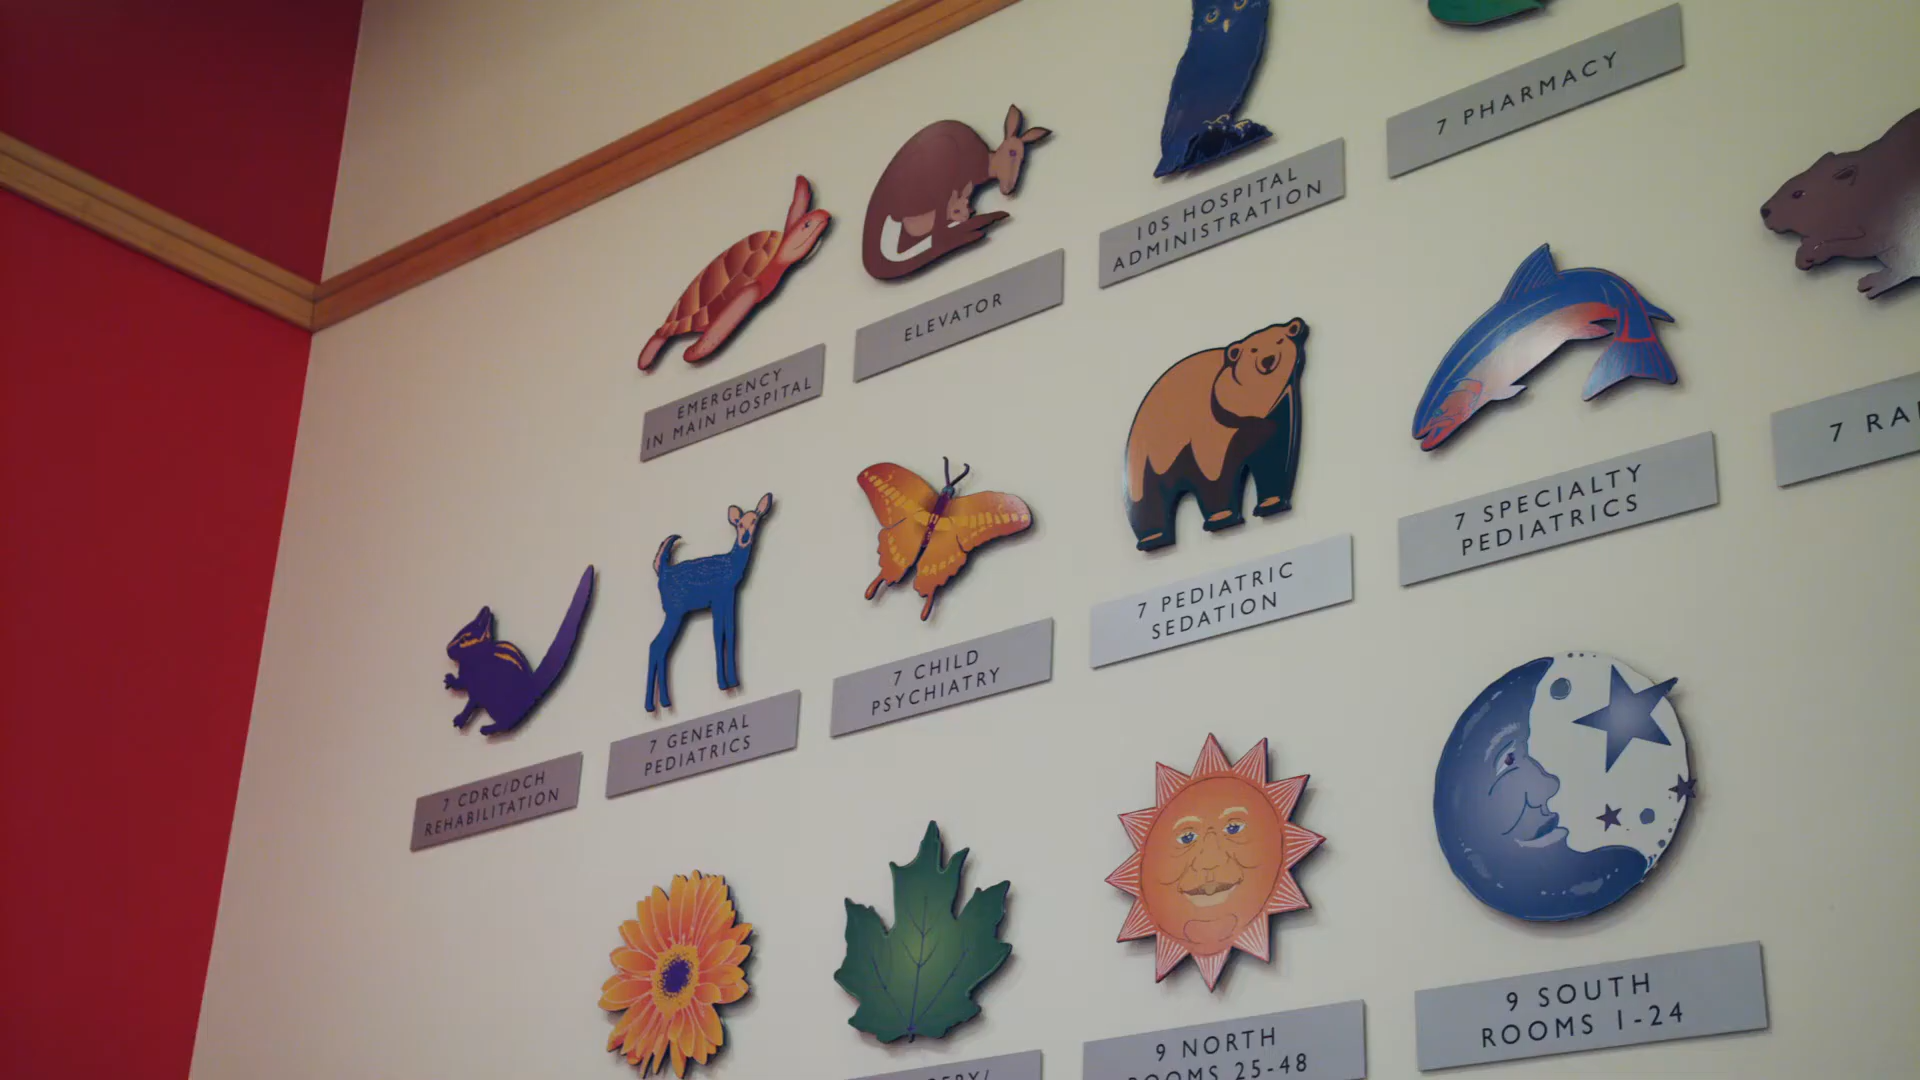 7 PHARMACY
10S HOSPITAL
ADMINISTRATION
ELEVATOR
EMERGENCY
IN MAIN HOSPITAL
7
7 SPECIALTY
PEDIATRICS
7 PEDIATRIC
SEDATION
7 CHILD
PSYCHIATRY
7 GENERAL
PEDIATRICS
7 CDRC/DCH
REHABILITATION
9 SOUTH
ROOMS 1-24
9 NORTH
ROOMS 25-48